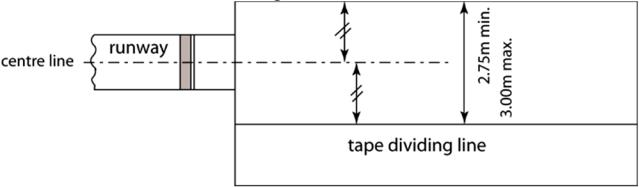 runway
centre line
2.75m min.
3.00m max.
tape dividing line